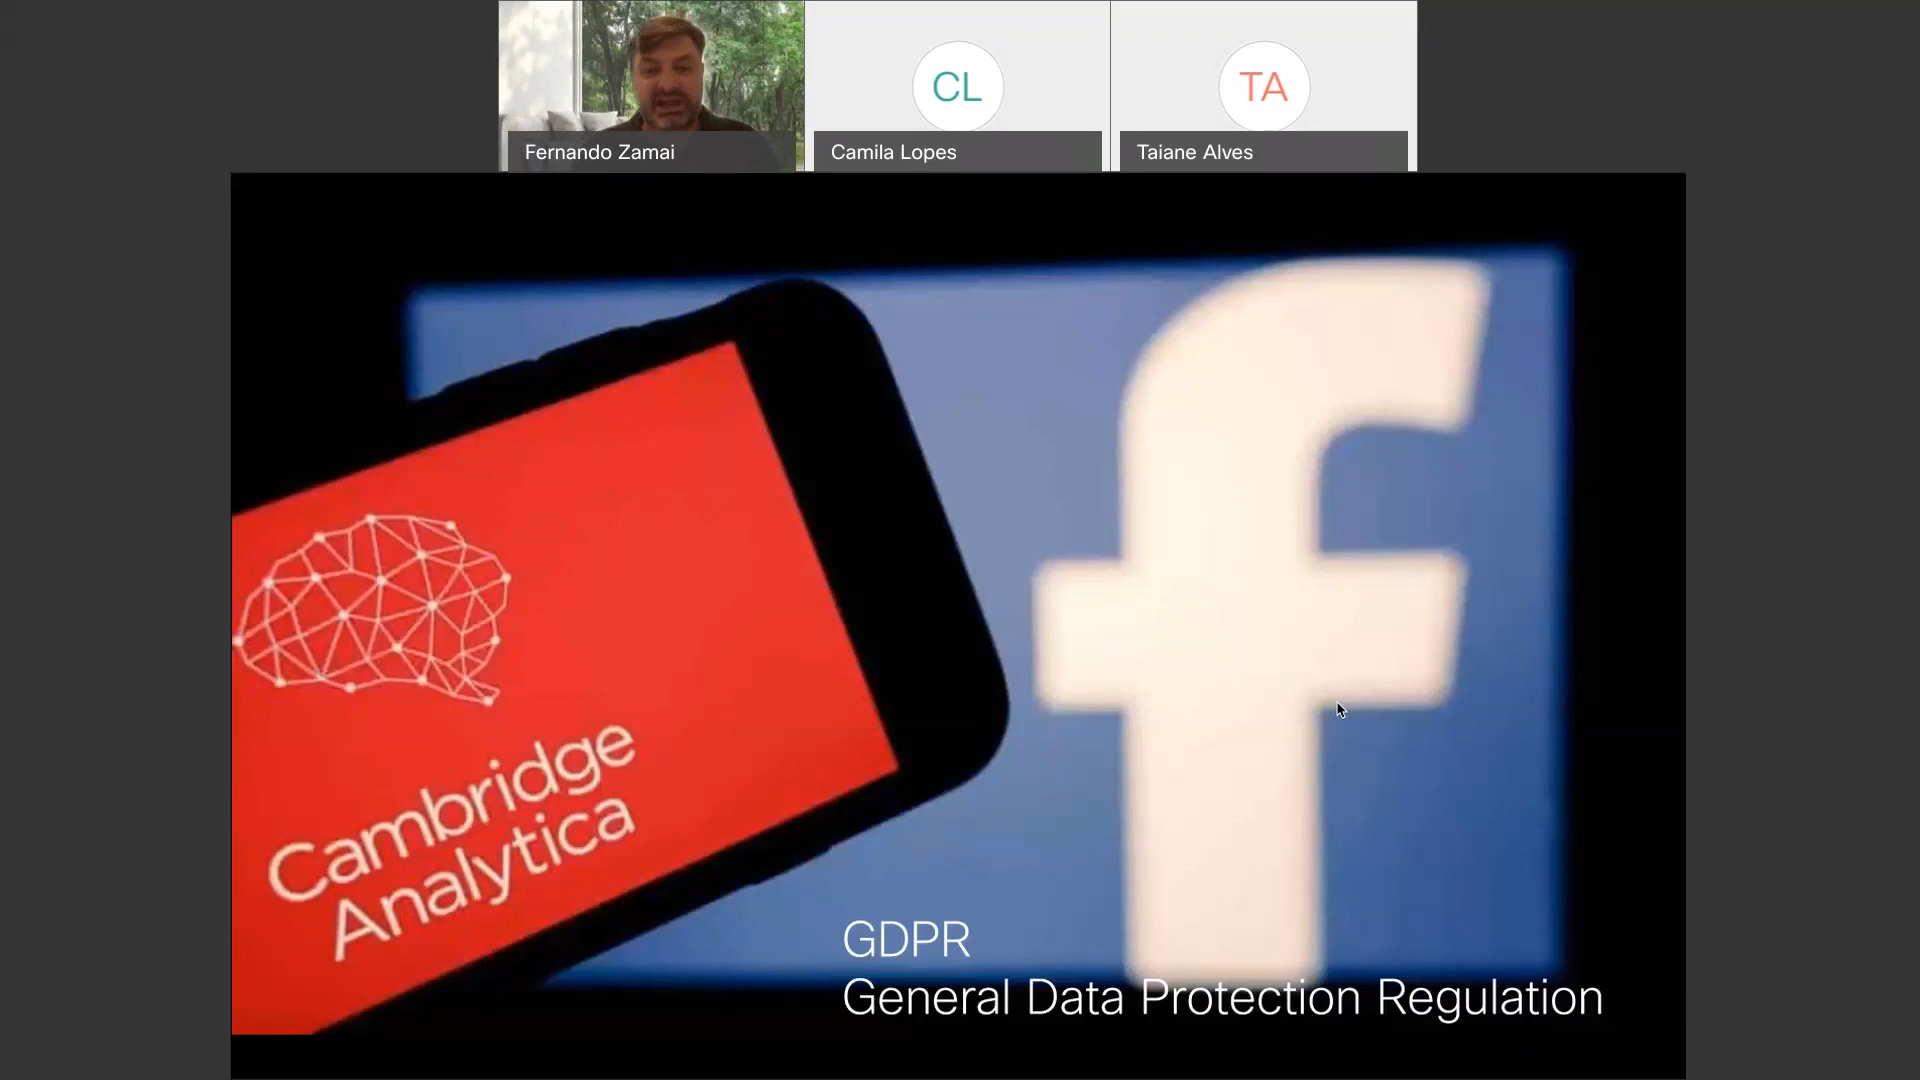 CL
TA
Fernando Zamai
Camila Lopes
Taiane Alves
Cambridge
Analytica
GDPR
General Data Protection Regulation